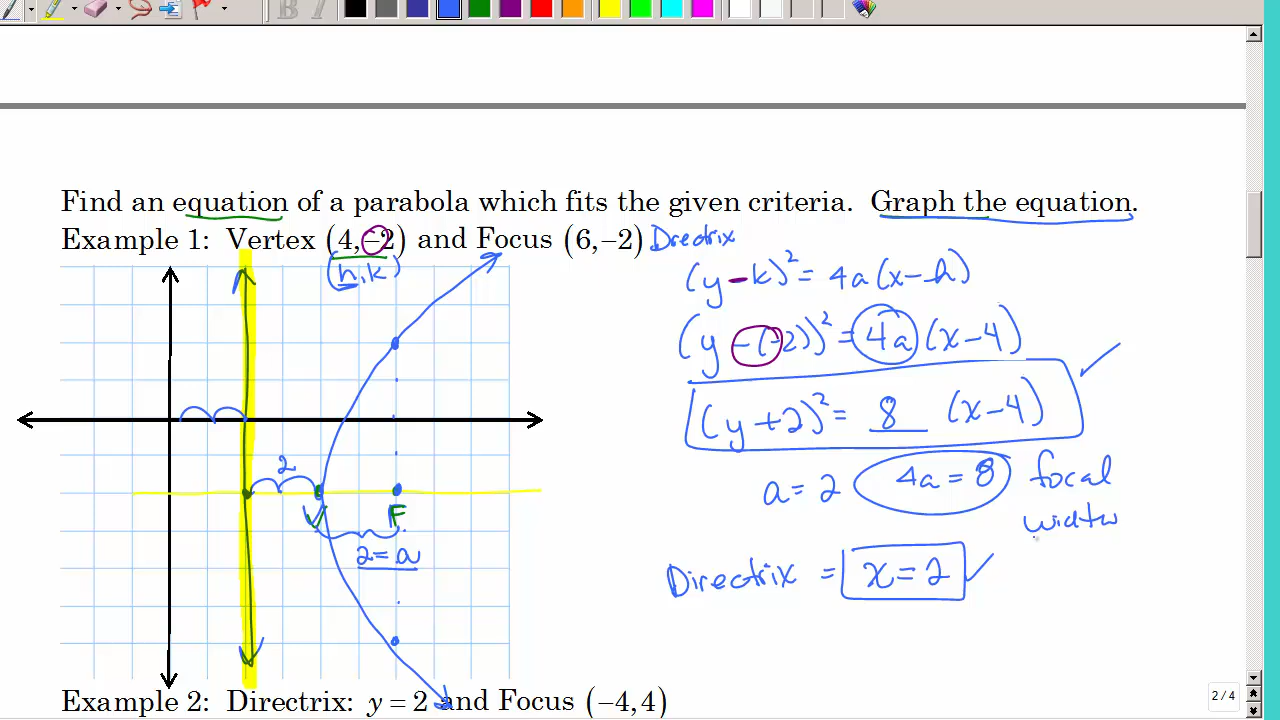 B I
Find an equation of a parabola which fits the given criteria. Graph the equation.
Example 1: Vertex (4,−2) and Focus (6,−2) Drectrix
(h,k)
(y-k)² = 4a(x-h)
(y-(-2))² = 4a (x-4)
(y+2)² = 8 (x-4)
a=2 4a=8 focal
width
Directrix = x=2
2
V F
2=a
Example 2: Directrix: y = 2 and Focus (−4,4)
2/4